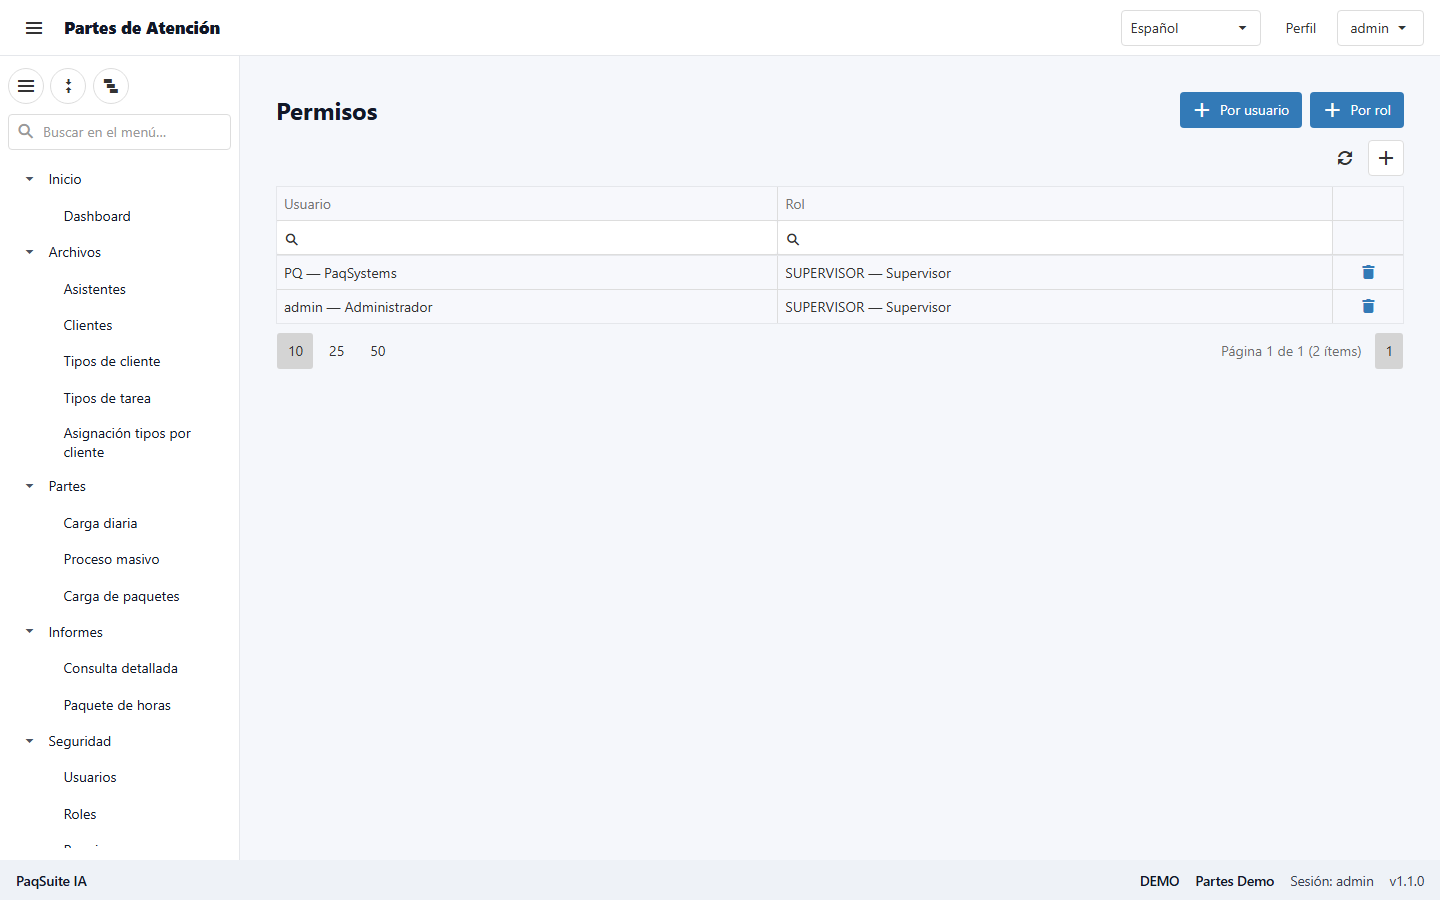 Partes de Atención
Español
Perfil
admin
Buscar en el menú...
Inicio
Dashboard
Archivos
Asistentes
Clientes
Tipos de cliente
Tipos de tarea
Asignación tipos por
cliente
Partes
Carga diaria
Proceso masivo
Carga de paquetes
Informes
Consulta detallada
Paquete de horas
Seguridad
Usuarios
Roles
Permisos
Por usuario
Por rol
Usuario Rol
PQ — PaqSystems SUPERVISOR — Supervisor
admin — Administrador SUPERVISOR — Supervisor
10 25 50
Página 1 de 1 (2 ítems) 1
PaqSuite IA
DEMO Partes Demo Sesión: admin v1.1.0